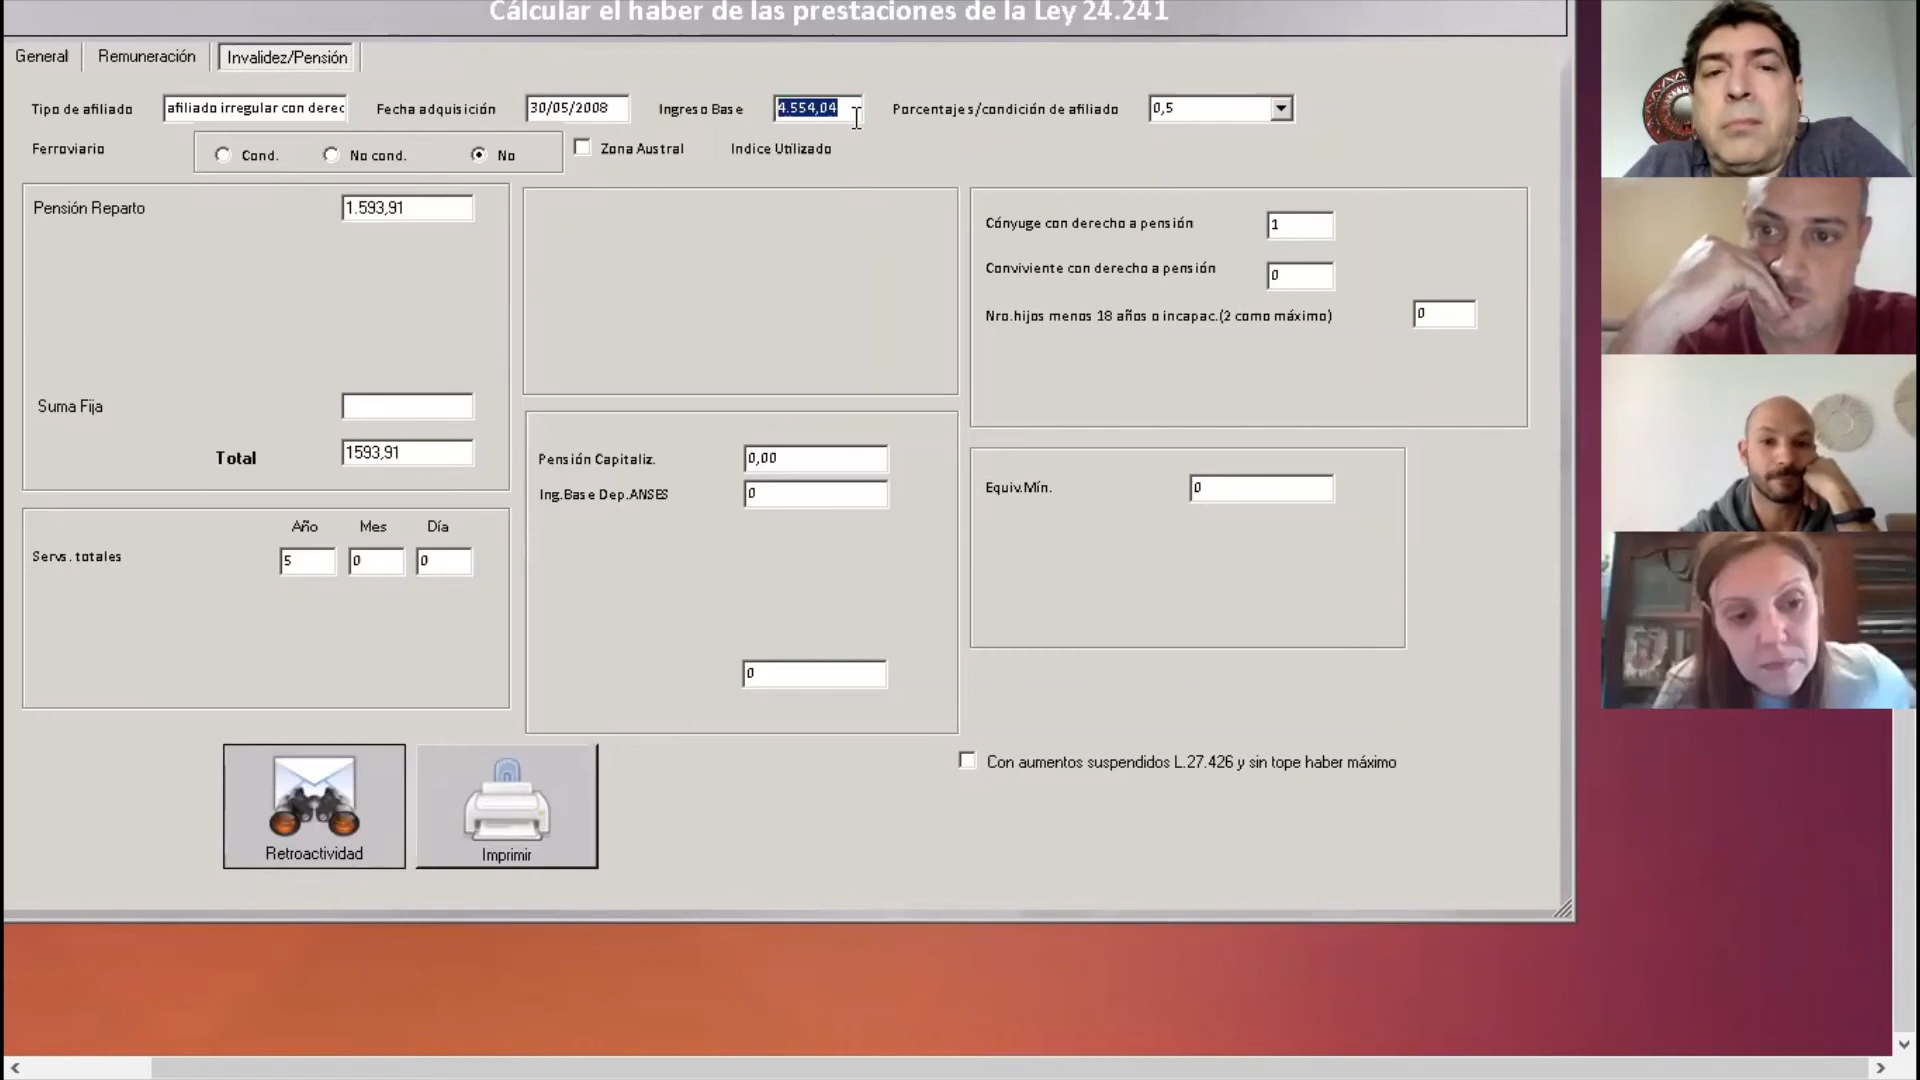 Cálcular el haber de las prestaciones de la Ley 24.241
General Remuneración Invalidez/Pensión
Tipo de afiliado afiliado irregular con derec Fecha adquisición 30/05/2008 Ingreso Base 4.554,04 Porcentajes/condición de afiliado 0,5
Ferroviario Cond. No cond. No Zona Austral Indice Utilizado
Pensión Reparto 1.593,91
Cónyuge con derecho a pensión 1
Conviviente con derecho a pensión 0
Nro.hijos menos 18 años o incapac.(2 como máximo) 0
Suma Fija
Total 1593,91
Pensión Capitaliz. 0,00
Ing.Base Dep.ANSES 0
Equiv.Mín. 0
Año Mes Día
Servs. totales 5 0 0
0
Con aumentos suspendidos L.27.426 y sin tope haber máximo
Retroactividad Imprimir